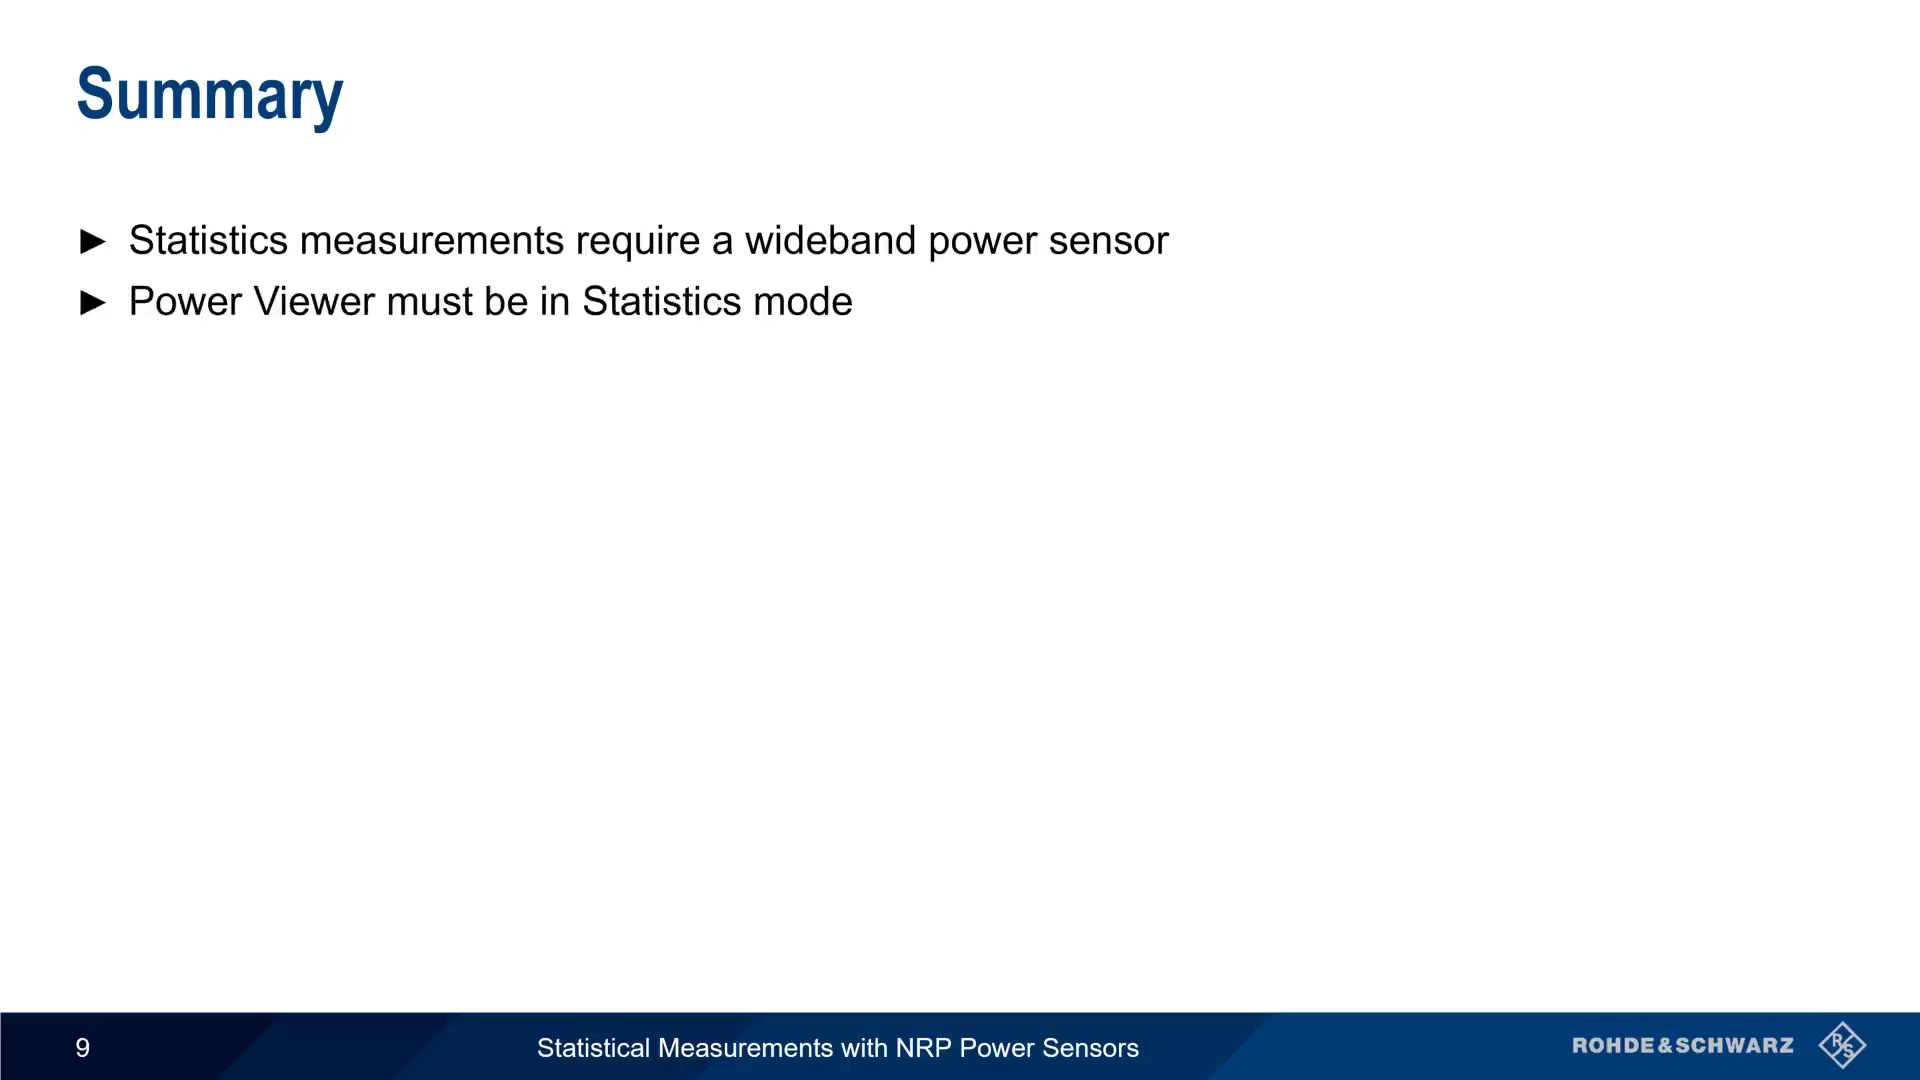 Summary
► Statistics measurements require a wideband power sensor
► Power Viewer must be in Statistics mode
9
Statistical Measurements with NRP Power Sensors
ROHDE&SCHWARZ
R&S